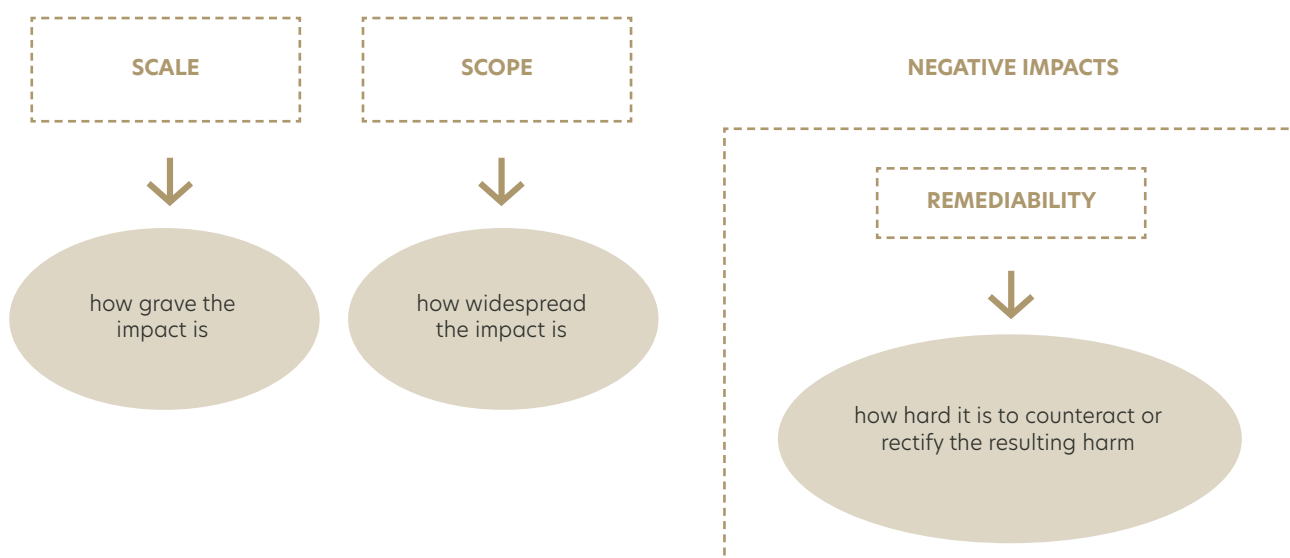 SCALE
how grave the
impact is
SCOPE
how widespread
the impact is
NEGATIVE IMPACTS
REMEDIABILITY
how hard it is to counteract or
rectify the resulting harm